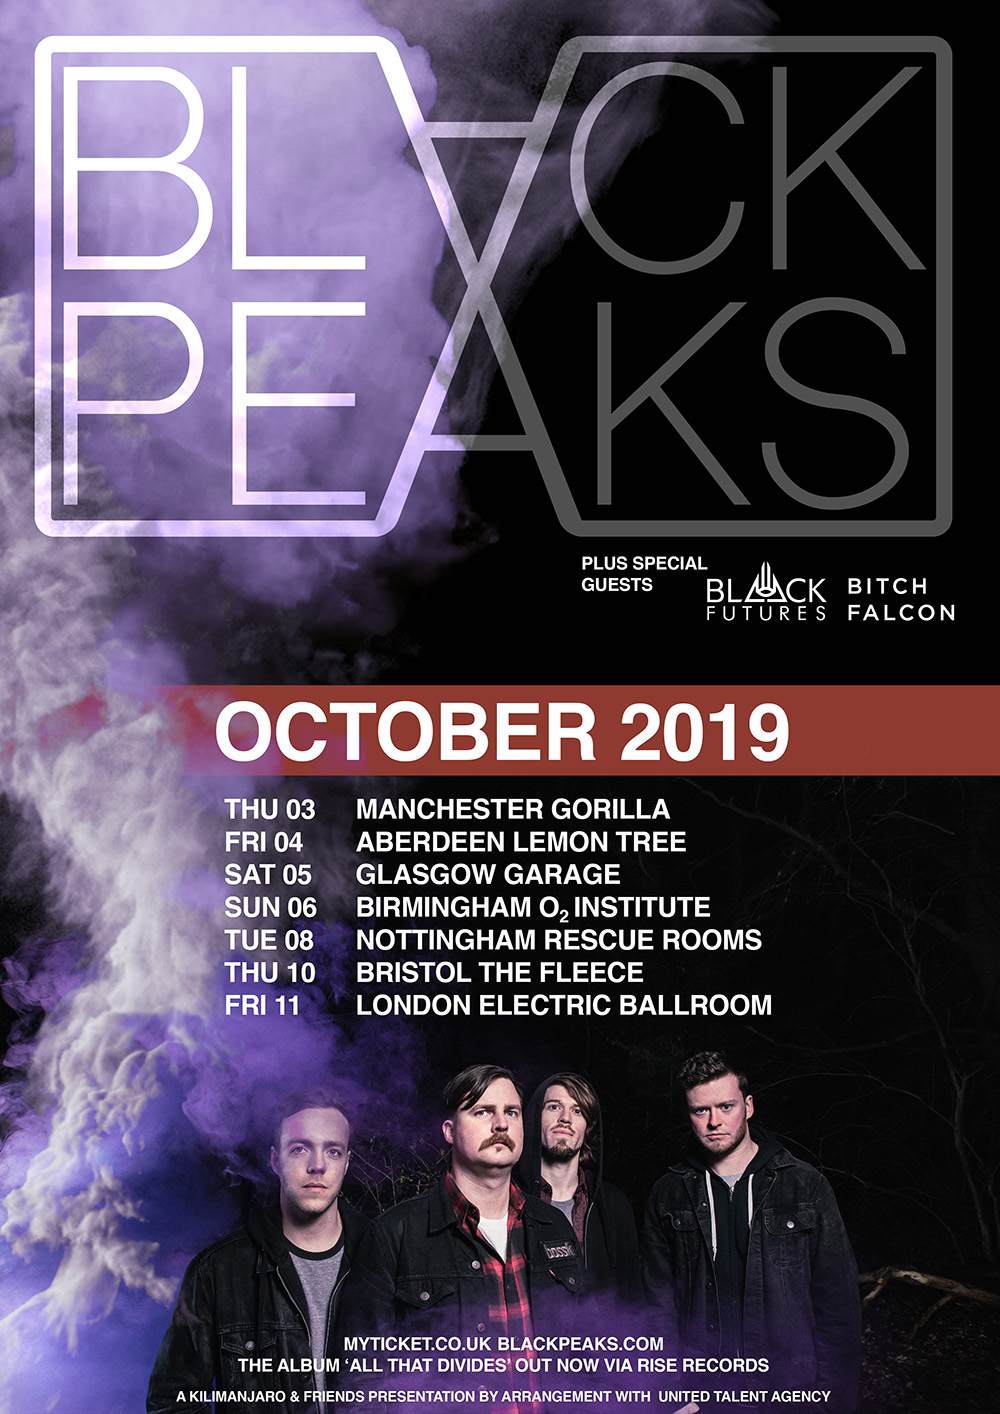 BLACK
PEAKS
PLUS SPECIAL
GUESTS
BLACK
FUTURES
BITCH
FALCON
OCTOBER 2019
THU 03 MANCHESTER GORILLA
FRI 04 ABERDEEN LEMON TREE
SAT 05 GLASGOW GARAGE
SUN 06 BIRMINGHAM O₂ INSTITUTE
TUE 08 NOTTINGHAM RESCUE ROOMS
THU 10 BRISTOL THE FLEECE
FRI 11 LONDON ELECTRIC BALLROOM
MYTICKET.CO.UK BLACKPEAKS.COM
THE ALBUM ‘ALL THAT DIVIDES’ OUT NOW VIA RISE RECORDS
A KILIMANJARO & FRIENDS PRESENTATION BY ARRANGEMENT WITH UNITED TALENT AGENCY